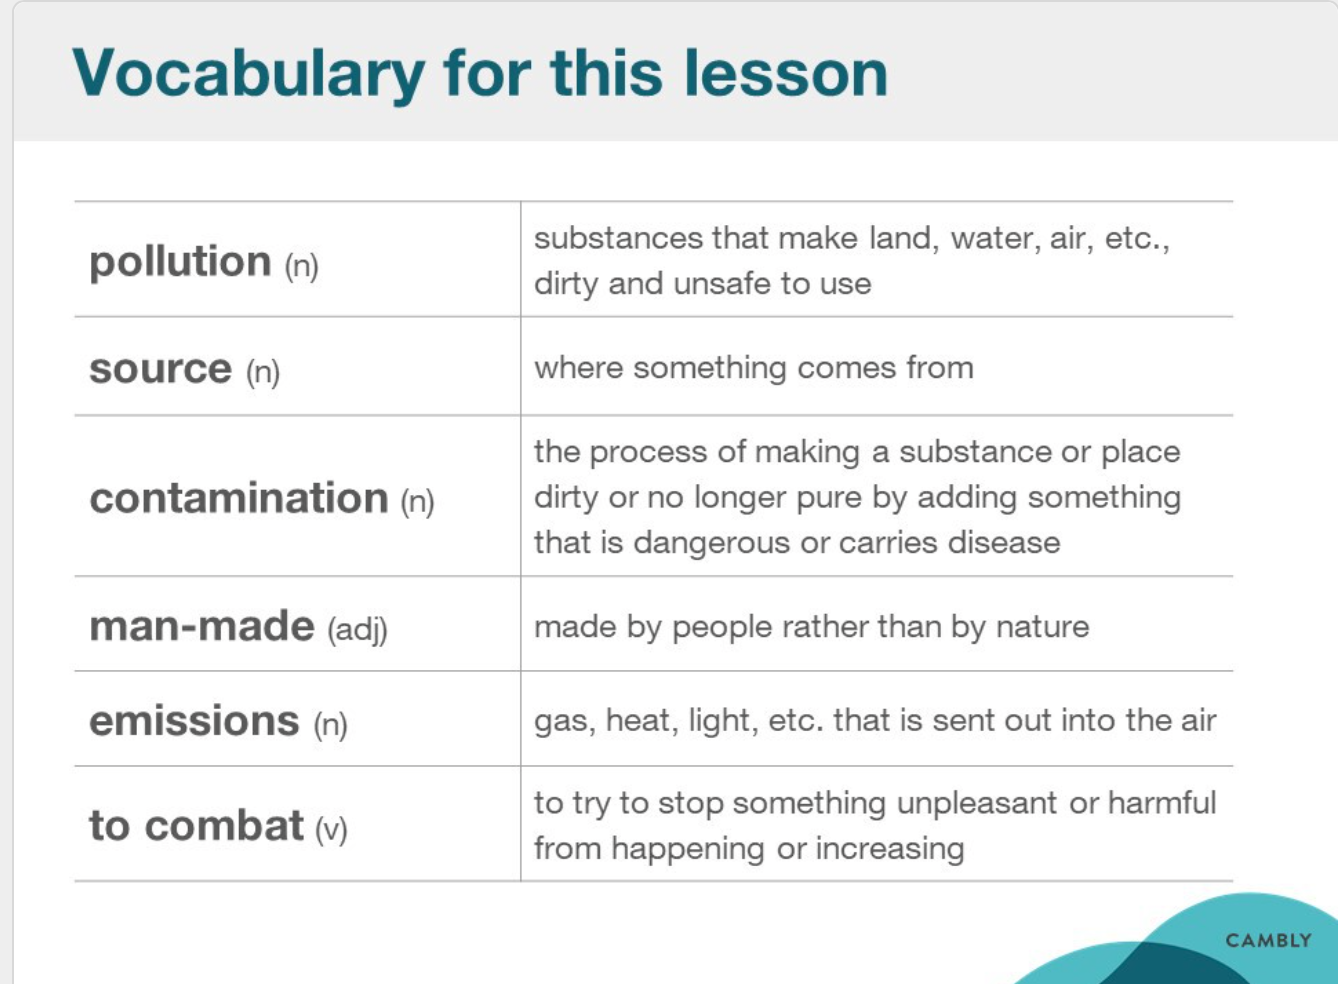 Vocabulary for this lesson
pollution (n)
substances that make land, water, air, etc.,
dirty and unsafe to use
source (n)
where something comes from
contamination (n)
the process of making a substance or place
dirty or no longer pure by adding something
that is dangerous or carries disease
man-made (adj)
made by people rather than by nature
emissions (n)
gas, heat, light, etc. that is sent out into the air
to combat (v)
to try to stop something unpleasant or harmful
from happening or increasing
CAMBLY